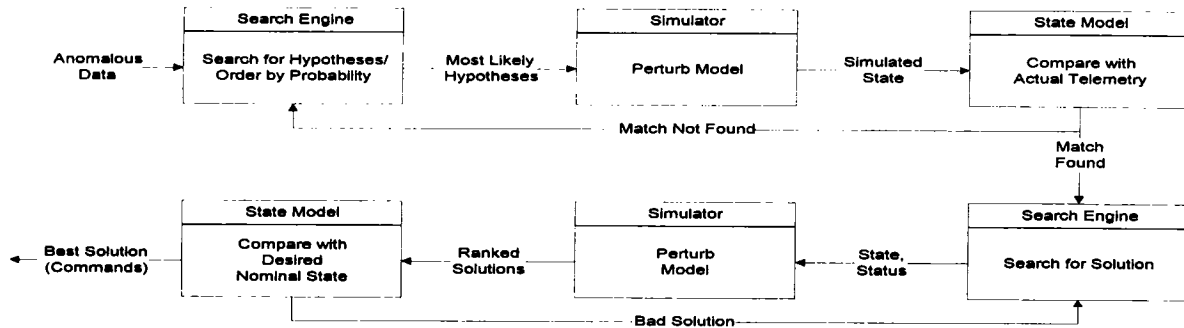 Search Engine
Simulator
State Model
Anomalous
Data
Search for Hypotheses/
Order by Probability
Most Likely
Hypotheses
Perturb Model
Simulated
State
Compare with
Actual Telemetry
Match Not Found
Match
Found
State Model
Simulator
Search Engine
Best Solution
(Commands)
Compare with
Desired
Nominal State
Ranked
Solutions
Perturb
Model
State,
Status
Search for Solution
Bad Solution